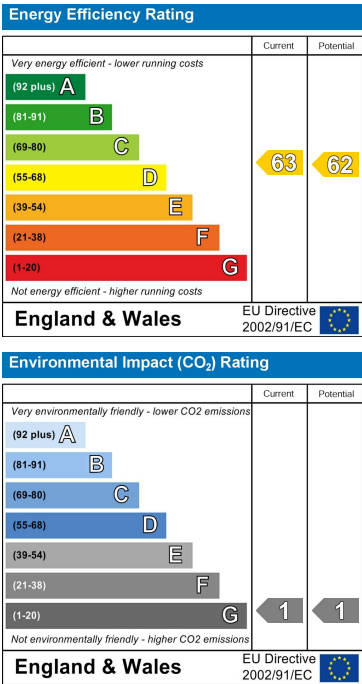 Energy Efficiency Rating
Current Potential
Very energy efficient - lower running costs
(92 plus) A
(81-91) B
(69-80) C
(55-68) D
63 62
(39-54) E
(21-38) F
(1-20) G
Not energy efficient - higher running costs
England & Wales
EU Directive
2002/91/EC
Environmental Impact (CO₂) Rating
Current Potential
Very environmentally friendly - lower CO2 emissions
(92 plus) A
(81-91) B
(69-80) C
(55-68) D
(39-54) E
(21-38) F
(1-20) G
1 1
Not environmentally friendly - higher CO2 emissions
England & Wales
EU Directive
2002/91/EC